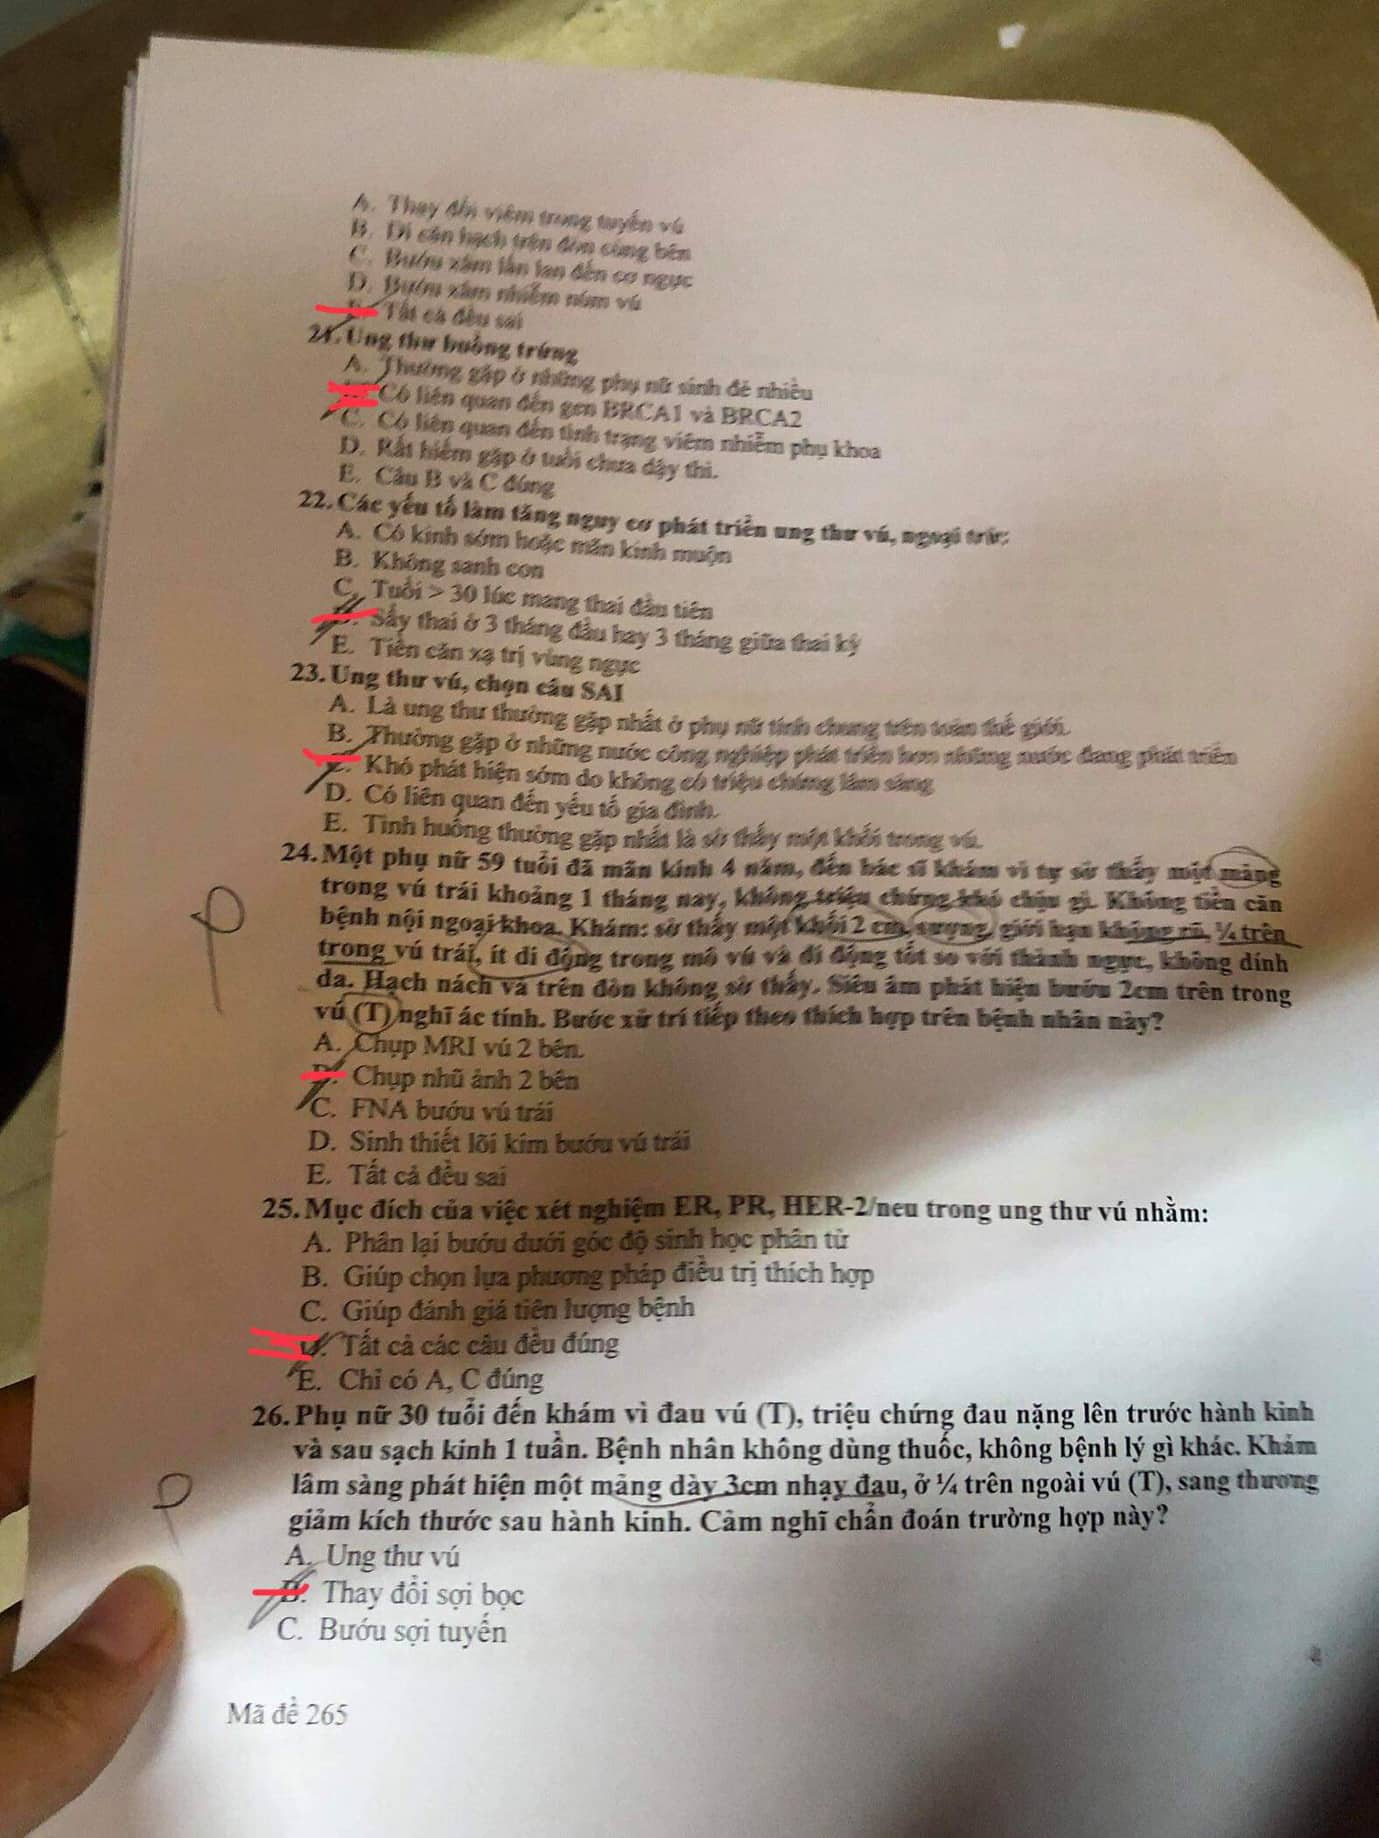 A. Thay đổi viêm trong tuyến vú
B. Di căn hạch trên đòn cùng bên
C. Bướu xâm lấn lan đến cơ ngực
D. Bướu xâm nhiễm núm vú
Tất cả đều sai
21. Ung thư buồng trứng
A. Thường gặp ở những phụ nữ sinh đẻ nhiều
Có liên quan đến gen BRCA1 và BRCA2
C. Có liên quan đến tình trạng viêm nhiễm phụ khoa
D. Rất hiếm gặp ở tuổi chưa dậy thì.
E. Câu B và C đúng
22. Các yếu tố làm tăng nguy cơ phát triển ung thư vú, ngoại trừ:
A. Có kinh sớm hoặc mãn kinh muộn
B. Không sanh con
C. Tuổi > 30 lúc mang thai đầu tiên
D. Sẩy thai ở 3 tháng đầu hay 3 tháng giữa thai kỳ
E. Tiền căn xạ trị vùng ngực
23. Ung thư vú, chọn câu SAI
A. Là ung thư thường gặp nhất ở phụ nữ tính chung trên toàn thế giới.
B. Thường gặp ở những nước công nghiệp phát triển hơn những nước đang phát triển
C. Khó phát hiện sớm do không có triệu chứng lâm sàng
D. Có liên quan đến yếu tố gia đình.
E. Tình huống thường gặp nhất là sờ thấy một khối trong vú.
24. Một phụ nữ 59 tuổi đã mãn kinh 4 năm, đến bác sĩ khám vì tự sờ thấy một mảng
trong vú trái khoảng 1 tháng nay, không triệu chứng khó chịu gì. Không tiền căn
bệnh nội ngoại khoa. Khám: sờ thấy một khối 2 cm, sượng, giới hạn không rõ, ¼ trên
trong vú trái, ít di động trong mô vú và di động tốt so với thành ngực, không dính
da. Hạch nách và trên đòn không sờ thấy. Siêu âm phát hiện bướu 2cm trên trong
vú (T) nghĩ ác tính. Bước xử trí tiếp theo thích hợp trên bệnh nhân này?
A. Chụp MRI vú 2 bên.
B. Chụp nhũ ảnh 2 bên
C. FNA bướu vú trái
D. Sinh thiết lõi kim bướu vú trái
E. Tất cả đều sai
25. Mục đích của việc xét nghiệm ER, PR, HER-2/neu trong ung thư vú nhằm:
A. Phân lại bướu dưới góc độ sinh học phân tử
B. Giúp chọn lựa phương pháp điều trị thích hợp
C. Giúp đánh giá tiên lượng bệnh
D. Tất cả các câu đều đúng
E. Chỉ có A, C đúng
26. Phụ nữ 30 tuổi đến khám vì đau vú (T), triệu chứng đau nặng lên trước hành kinh
và sau sạch kinh 1 tuần. Bệnh nhân không dùng thuốc, không bệnh lý gì khác. Khám
lâm sàng phát hiện một mảng dày 3cm nhạy đau, ở ¼ trên ngoài vú (T), sang thương
giảm kích thước sau hành kinh. Cảm nghĩ chẩn đoán trường hợp này?
A. Ung thư vú
B. Thay đổi sợi bọc
C. Bướu sợi tuyến
Mã đề 265